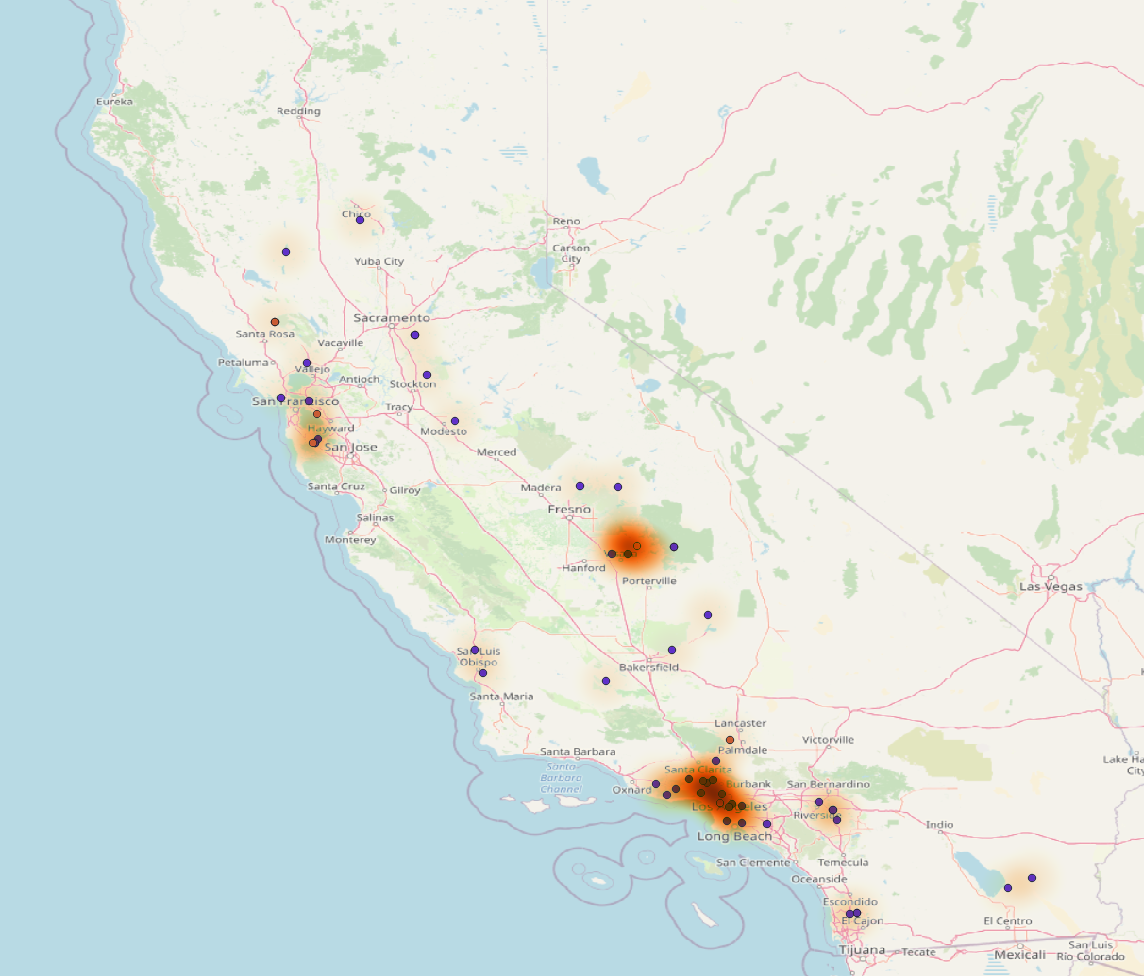 Eureka
Redding
Chico
Reno
Carson
City
Yuba City
Sacramento
Santa Rosa
Vacaville
Petaluma
Vallejo
Antioch
Stockton
San Francisco
Tracy
Hayward
Modesto
San Jose
Merced
Santa Cruz
Gilroy
Madera
Fresno
Salinas
Monterey
Hanford
Porterville
Las Vegas
San Luis
Obispo
Bakersfield
Santa Maria
Lancaster
Santa Barbara
Palmdale
Victorville
Lake Ha
City
Santa
Barbara
Channel
Santa Clarita
Oxnard
Burbank
San Bernardino
Los Angeles
Riverside
Indio
Long Beach
San Clemente
Temecula
Oceanside
Escondido
El Cajon
El Centro
Tijuana
Tecate
Mexicali
San Luis
Río Colorado